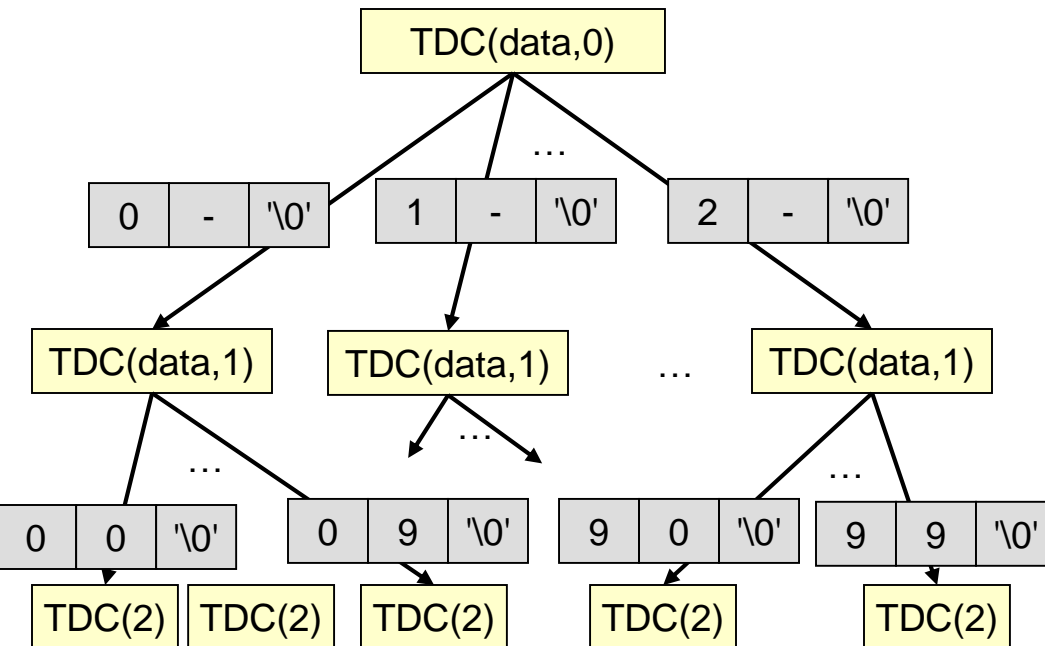 TDC(data,0)
...
0 - '\0'
1 - '\0'
2 - '\0'
TDC(data,1)
TDC(data,1)
...
TDC(data,1)
...
...
...
0 0 '\0'
0 9 '\0'
9 0 '\0'
9 9 '\0'
TDC(2)
TDC(2)
TDC(2)
TDC(2)
TDC(2)